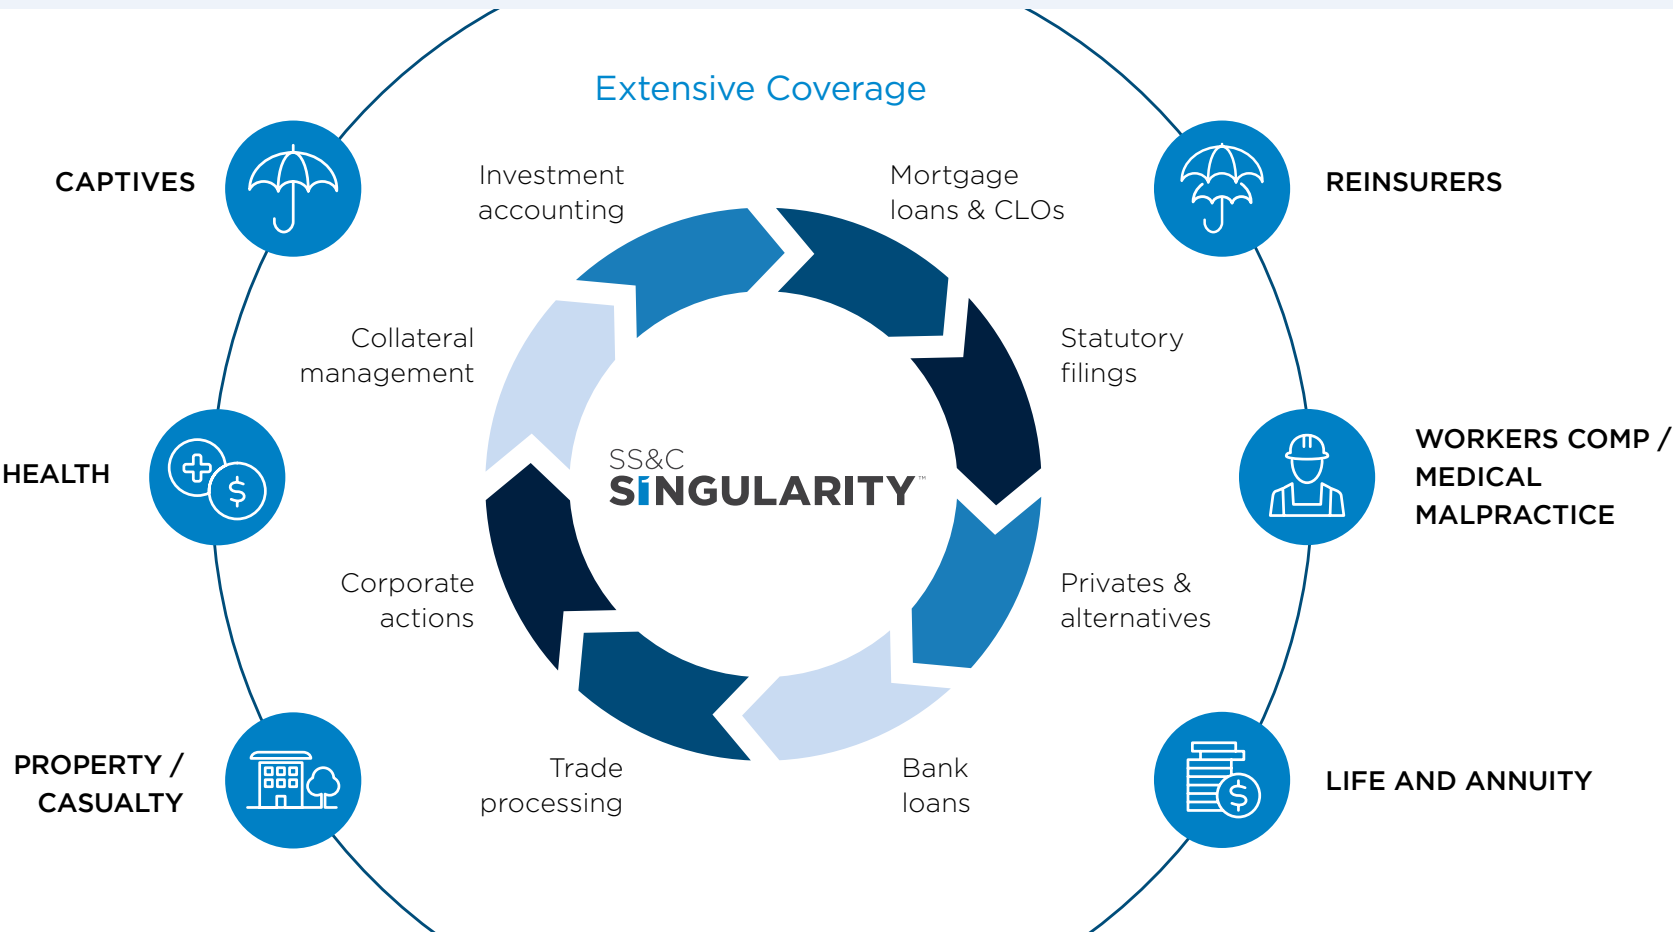 Extensive Coverage
CAPTIVES
Investment
accounting
Mortgage
loans & CLOs
REINSURERS
Collateral
management
Statutory
filings
HEALTH
$
SS&C
SINGULARITY™
WORKERS COMP /
MEDICAL
MALPRACTICE
Corporate
actions
Privates &
alternatives
PROPERTY /
CASUALTY
Trade
processing
Bank
loans
$
LIFE AND ANNUITY